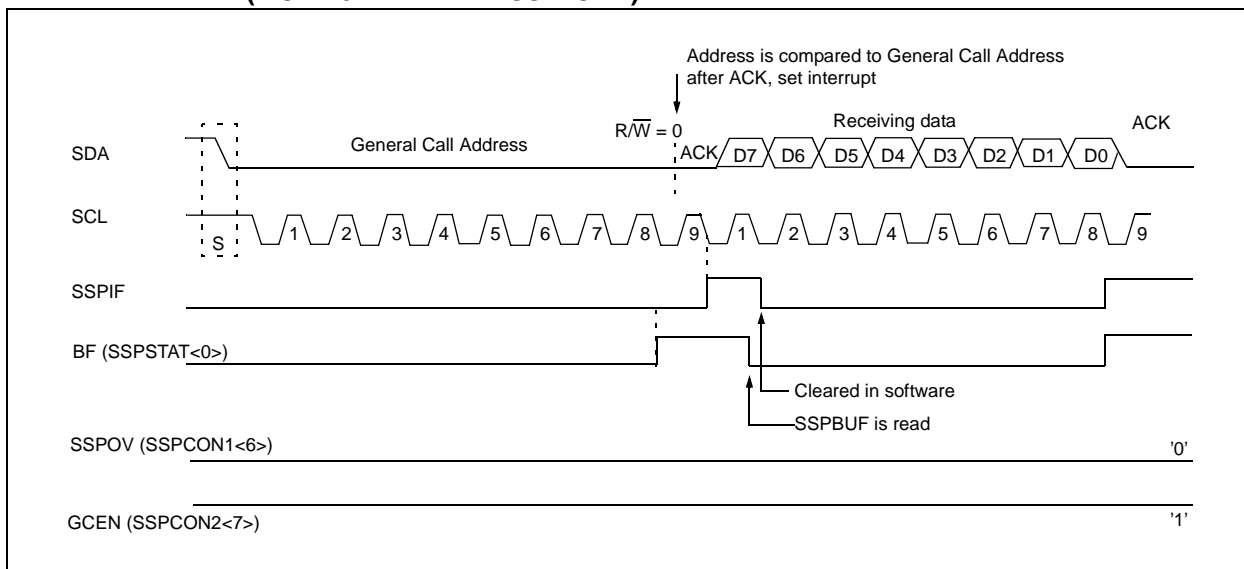 Address is compared to General Call Address
after ACK, set interrupt
R/W = 0
Receiving data
ACK
SDA
General Call Address
ACK
D7 D6 D5 D4 D3 D2 D1 D0
SCL
S
1 2 3 4 5 6 7 8 9 1 2 3 4 5 6 7 8 9
SSPIF
BF (SSPSTAT<0>)
Cleared in software
SSPBUF is read
SSPOV (SSPCON1<6>)
'0'
GCEN (SSPCON2<7>)
'1'